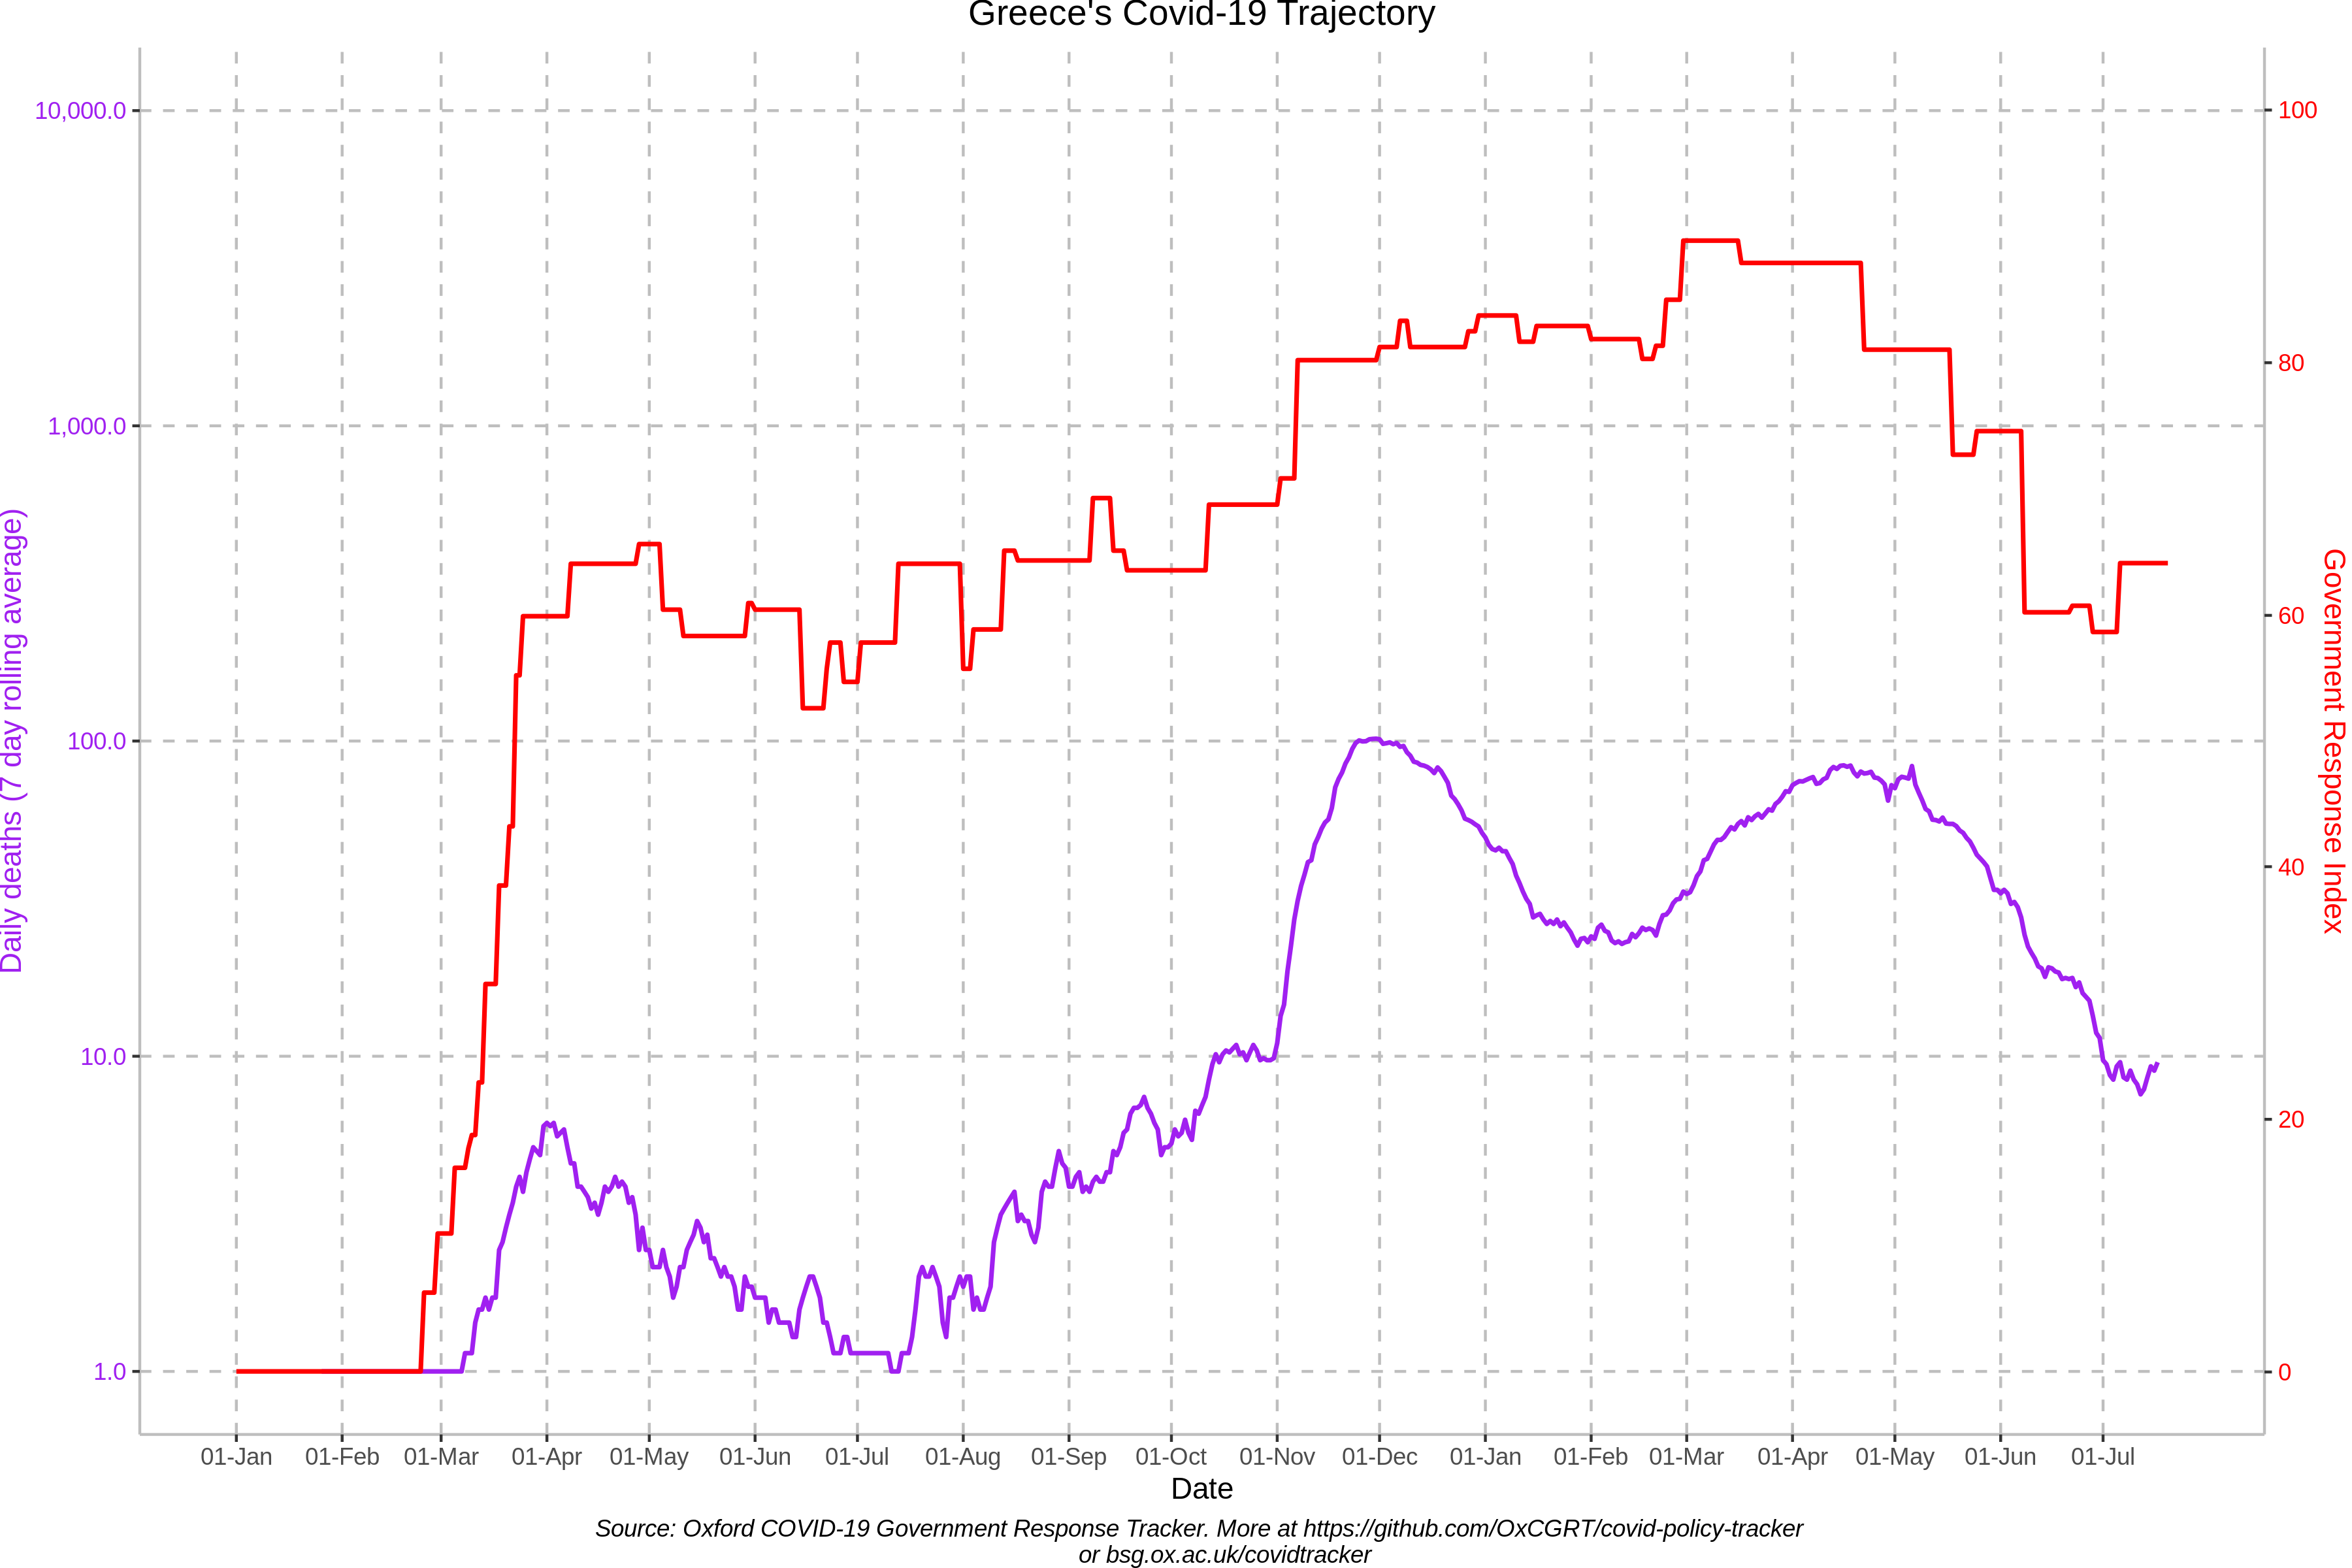 Greece's Covid-19 Trajectory
10,000.0
1,000.0
100.0
10.0
1.0
Daily deaths (7 day rolling average)
100
80
60
40
20
0
Government Response Index
01-Jan 01-Feb 01-Mar 01-Apr 01-May 01-Jun 01-Jul 01-Aug 01-Sep 01-Oct 01-Nov 01-Dec 01-Jan 01-Feb 01-Mar 01-Apr 01-May 01-Jun 01-Jul
Date
Source: Oxford COVID-19 Government Response Tracker. More at https://github.com/OxCGRT/covid-policy-tracker
or bsg.ox.ac.uk/covidtracker